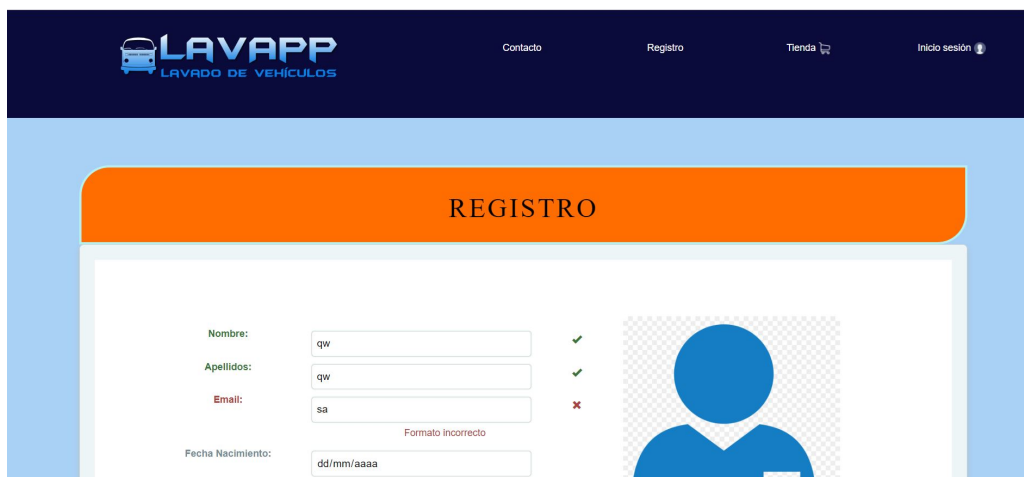 LAVAPP
LAVADO DE VEHÍCULOS
Contacto
Registro
Tienda
Inicio sesión
REGISTRO
Nombre:
qw
Apellidos:
qw
Email:
sa
Formato incorrecto
Fecha Nacimiento:
dd/mm/aaaa